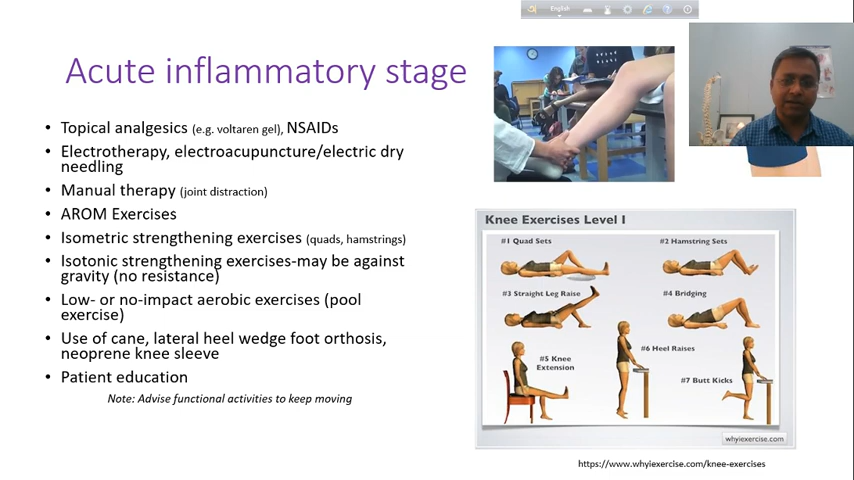 English
Acute inflammatory stage
• Topical analgesics (e.g. voltaren gel), NSAIDs
• Electrotherapy, electroacupuncture/electric dry
needling
• Manual therapy (joint distraction)
• AROM Exercises
• Isometric strengthening exercises (quads, hamstrings)
• Isotonic strengthening exercises-may be against
gravity (no resistance)
• Low- or no-impact aerobic exercises (pool
exercise)
• Use of cane, lateral heel wedge foot orthosis,
neoprene knee sleeve
• Patient education
Note: Advise functional activities to keep moving
Knee Exercises Level I
#1 Quad Sets
#2 Hamstring Sets
#3 Straight Leg Raise
#4 Bridging
#5 Knee
Extension
#6 Heel Raises
#7 Butt Kicks
whyiexercise.com
https://www.whyiexercise.com/knee-exercises